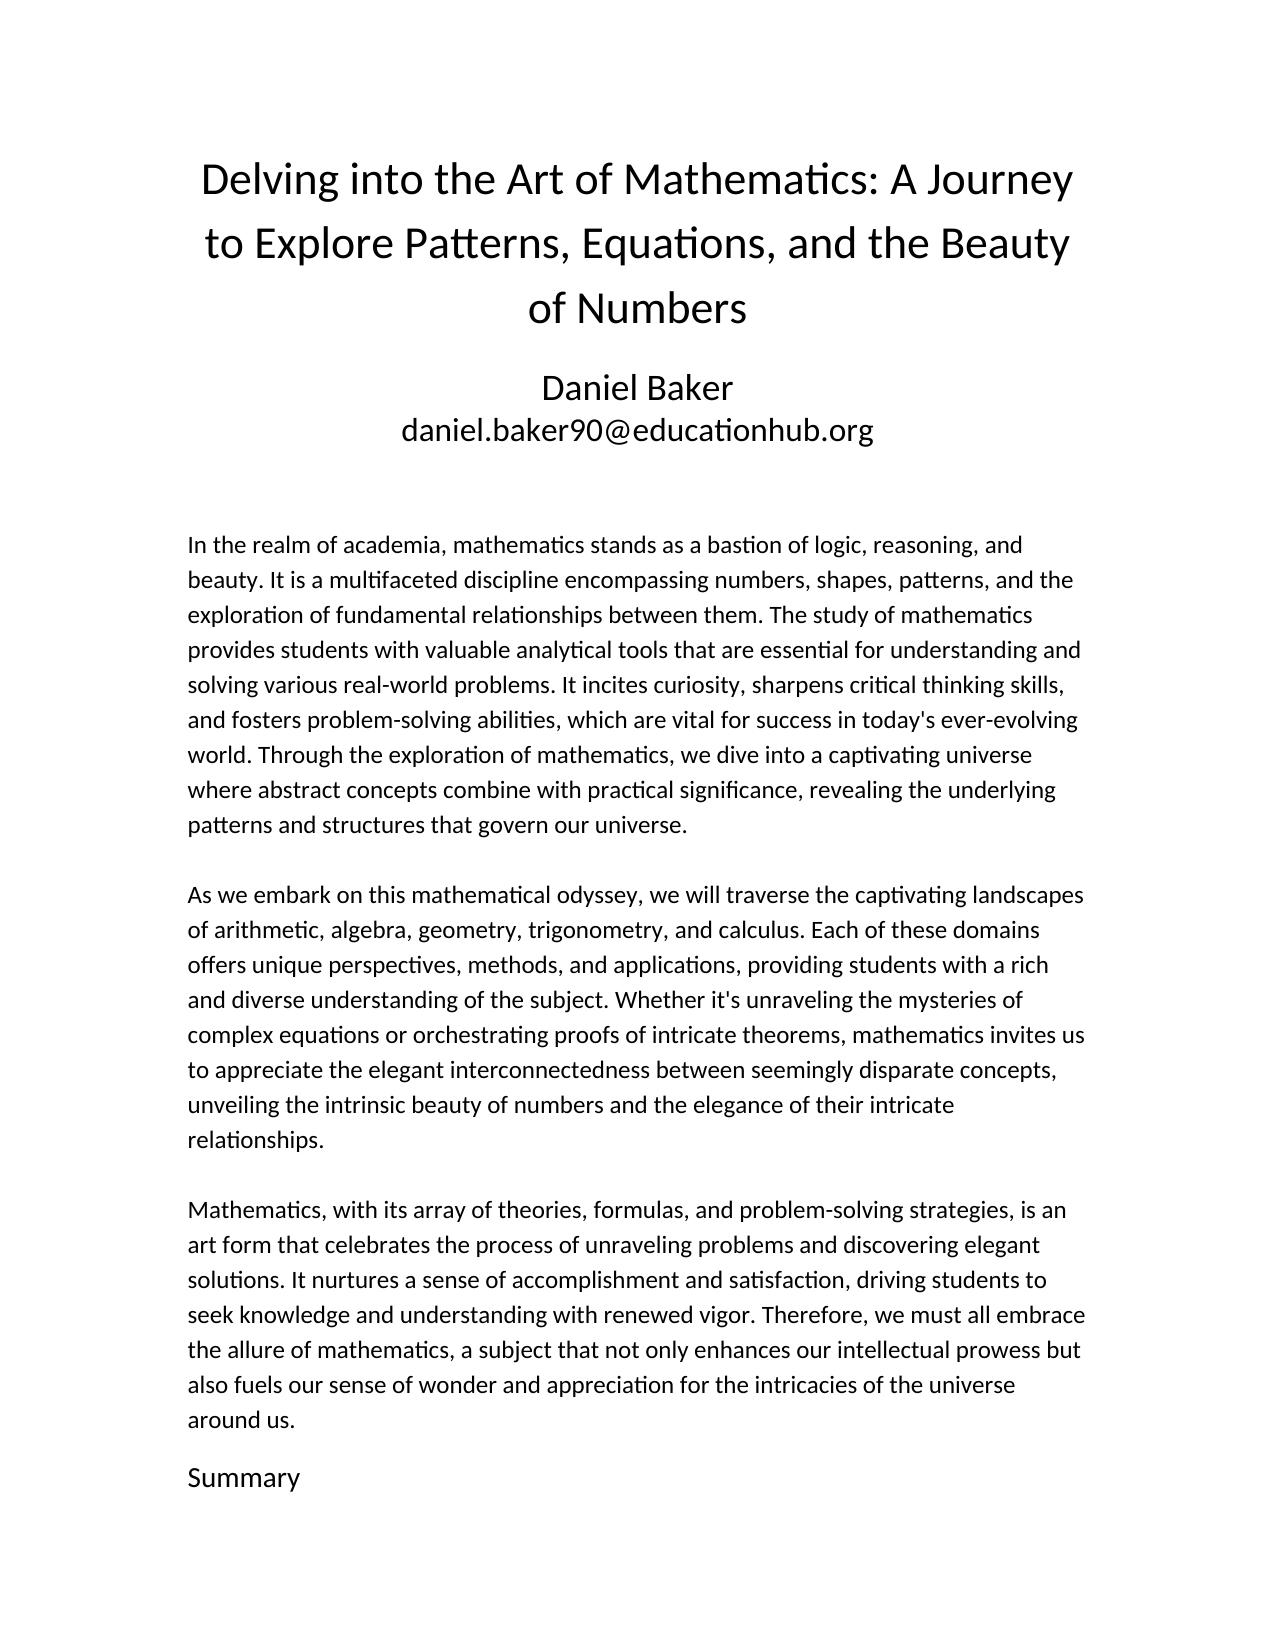 Delving into the Art of Mathematics: A Journey
to Explore Patterns, Equations, and the Beauty
of Numbers
Daniel Baker
daniel.baker90@educationhub.org
In the realm of academia, mathematics stands as a bastion of logic, reasoning, and
beauty. It is a multifaceted discipline encompassing numbers, shapes, patterns, and the
exploration of fundamental relationships between them. The study of mathematics
provides students with valuable analytical tools that are essential for understanding and
solving various real-world problems. It incites curiosity, sharpens critical thinking skills,
and fosters problem-solving abilities, which are vital for success in today's ever-evolving
world. Through the exploration of mathematics, we dive into a captivating universe
where abstract concepts combine with practical significance, revealing the underlying
patterns and structures that govern our universe.
As we embark on this mathematical odyssey, we will traverse the captivating landscapes
of arithmetic, algebra, geometry, trigonometry, and calculus. Each of these domains
offers unique perspectives, methods, and applications, providing students with a rich
and diverse understanding of the subject. Whether it's unraveling the mysteries of
complex equations or orchestrating proofs of intricate theorems, mathematics invites us
to appreciate the elegant interconnectedness between seemingly disparate concepts,
unveiling the intrinsic beauty of numbers and the elegance of their intricate
relationships.
Mathematics, with its array of theories, formulas, and problem-solving strategies, is an
art form that celebrates the process of unraveling problems and discovering elegant
solutions. It nurtures a sense of accomplishment and satisfaction, driving students to
seek knowledge and understanding with renewed vigor. Therefore, we must all embrace
the allure of mathematics, a subject that not only enhances our intellectual prowess but
also fuels our sense of wonder and appreciation for the intricacies of the universe
around us.
Summary